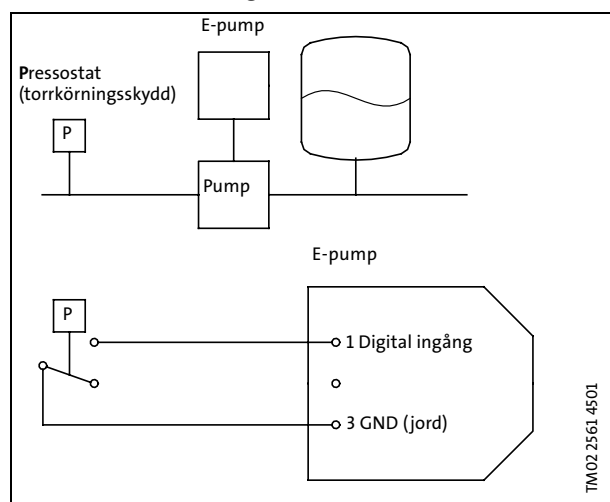 E-pump
Pressostat
(torrkörningsskydd)
P
Pump
E-pump
P
1 Digital ingång
3 GND (jord)
TM02 2561 4501